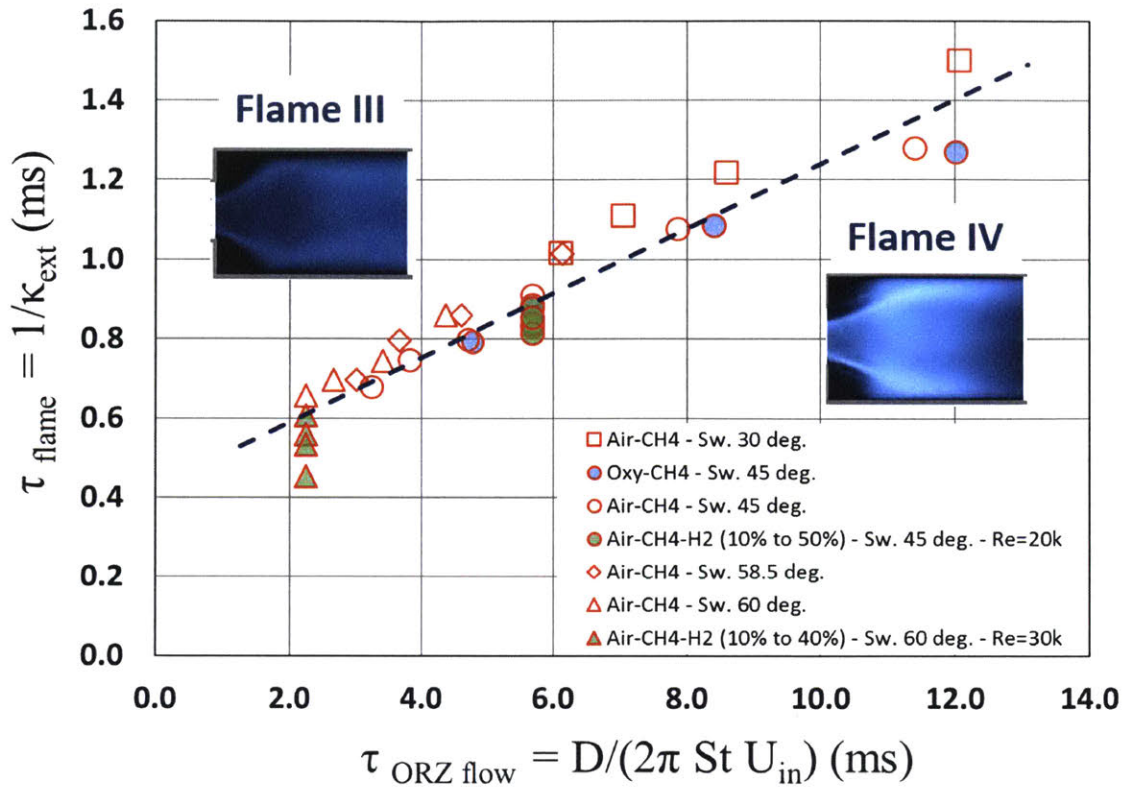 1.6
1.4
1.2
1.0
0.8
0.6
0.4
0.2
0.0
τ flame = 1/κext (ms)
Flame III
Flame IV
Air-CH4 - Sw. 30 deg.
Oxy-CH4 - Sw. 45 deg.
Air-CH4 - Sw. 45 deg.
Air-CH4-H2 (10% to 50%) - Sw. 45 deg. - Re=20k
Air-CH4 - Sw. 58.5 deg.
Air-CH4 - Sw. 60 deg.
Air-CH4-H2 (10% to 40%) - Sw. 60 deg. - Re=30k
0.0 2.0 4.0 6.0 8.0 10.0 12.0 14.0
τ ORZ flow = D/(2π St Uin) (ms)